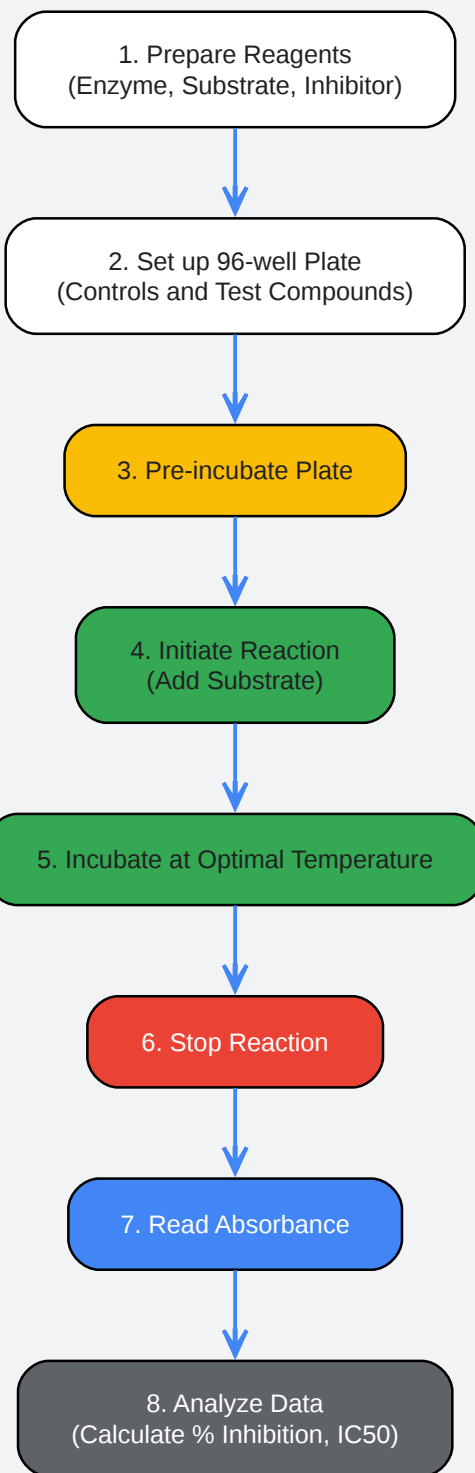 1. Prepare Reagents
(Enzyme, Substrate, Inhibitor)
2. Set up 96-well Plate
(Controls and Test Compounds)
3. Pre-incubate Plate
4. Initiate Reaction
(Add Substrate)
5. Incubate at Optimal Temperature
6. Stop Reaction
7. Read Absorbance
8. Analyze Data
(Calculate % Inhibition, IC50)